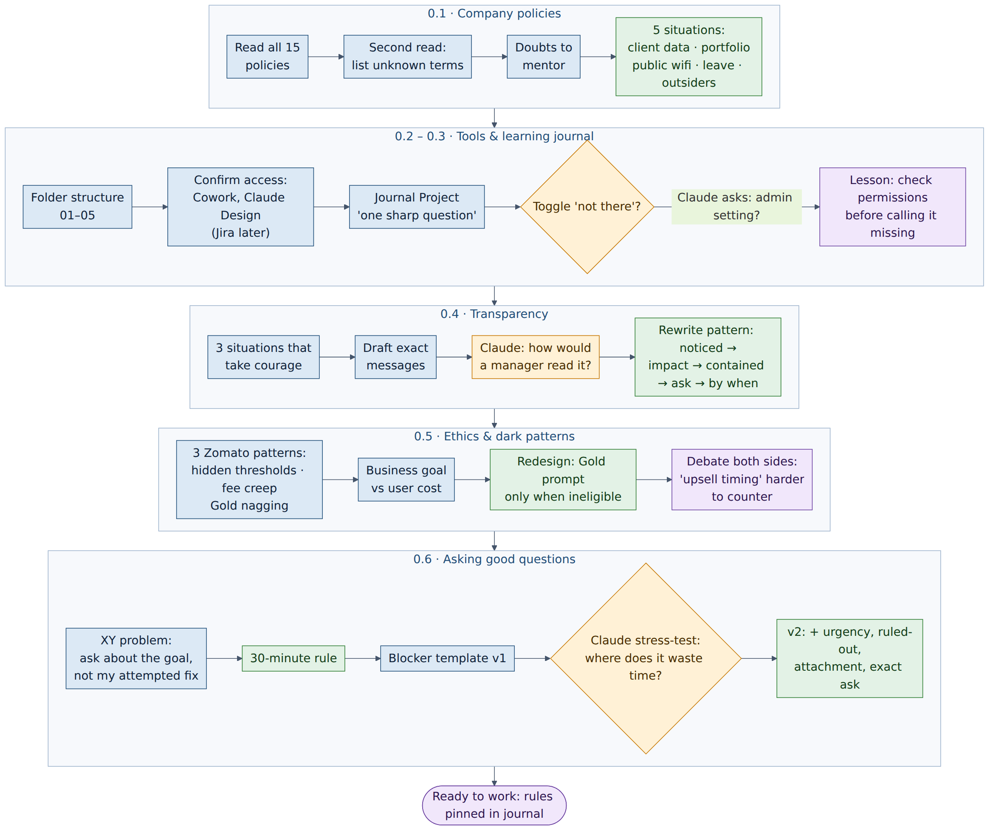 0.1 · Company policies
Read all 15
policies
Second read:
list unknown terms
Doubts to
mentor
5 situations:
client data · portfolio
public wifi · leave ·
outsiders
0.2 – 0.3 · Tools & learning journal
Folder structure
01–05
Confirm access:
Cowork, Claude
Design
(Jira later)
Journal Project
'one sharp question'
Toggle 'not there'?
Claude asks: admin
setting?
Lesson: check
permissions
before calling it
missing
0.4 · Transparency
3 situations that
take courage
Draft exact
messages
Claude: how would
a manager read it?
Rewrite pattern:
noticed →
impact → contained
→ ask → by when
0.5 · Ethics & dark patterns
3 Zomato patterns:
hidden thresholds ·
fee creep
Gold nagging
Business goal
vs user cost
Redesign: Gold
prompt
only when ineligible
Debate both sides:
'upsell timing' harder
to counter
0.6 · Asking good questions
XY problem:
ask about the goal,
not my attempted fix
30-minute rule
Blocker template v1
Claude stress-test:
where does it waste
time?
v2: + urgency, ruled-
out,
attachment, exact
ask
Ready to work: rules
pinned in journal